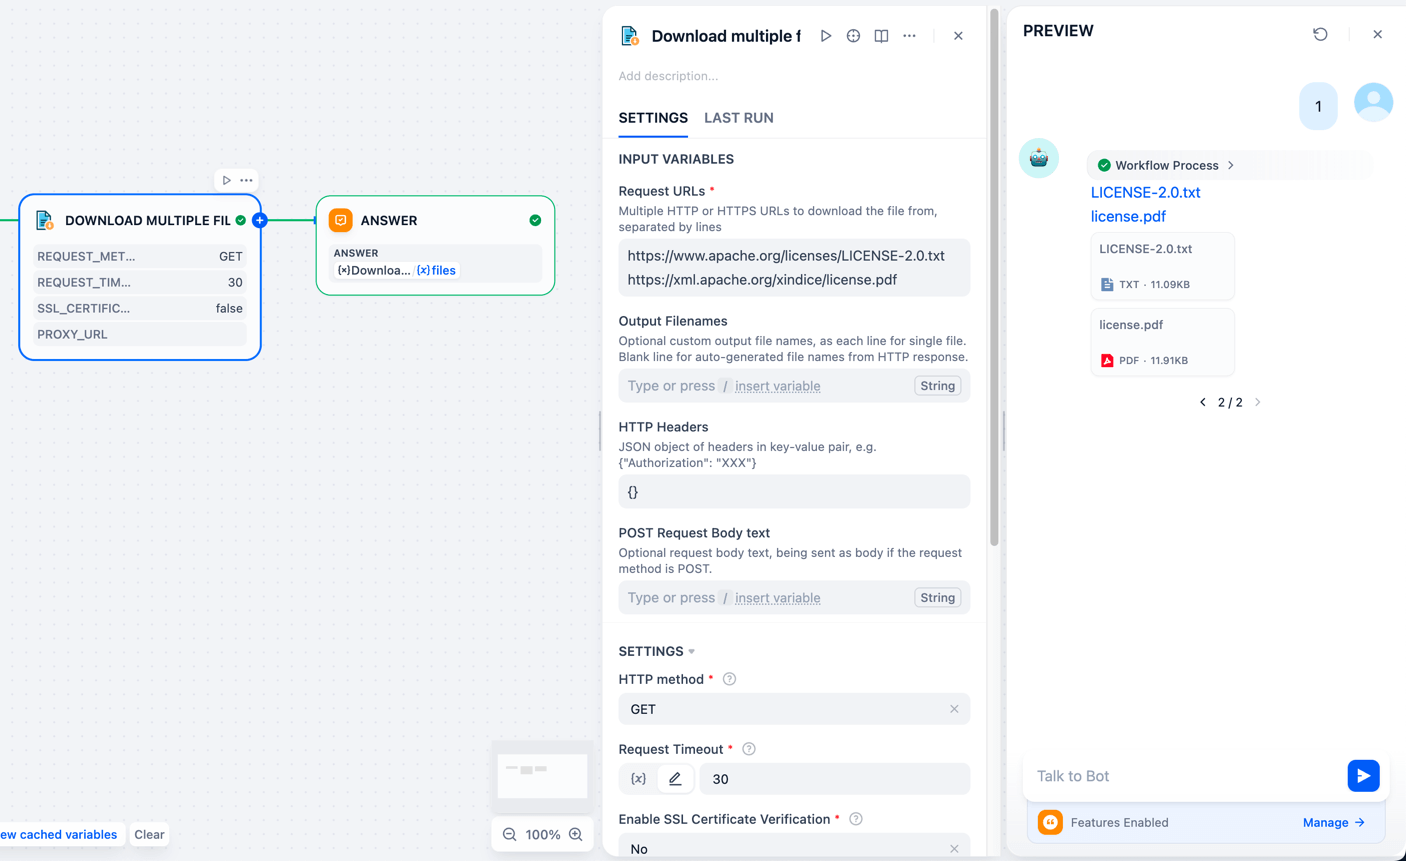 DOWNLOAD MULTIPLE FIL
REQUEST_MET... GET
REQUEST_TIM... 30
SSL_CERTIFIC... false
PROXY_URL
ANSWER
ANSWER
{x}Downloa... / {x}files
ew cached variables
Clear
100%
Download multiple f
Add description...
SETTINGS LAST RUN
INPUT VARIABLES
Request URLs *
Multiple HTTP or HTTPS URLs to download the file from,
separated by lines
https://www.apache.org/licenses/LICENSE-2.0.txt
https://xml.apache.org/xindice/license.pdf
Output Filenames
Optional custom output file names, as each line for single file.
Blank line for auto-generated file names from HTTP response.
Type or press / insert variable String
HTTP Headers
JSON object of headers in key-value pair, e.g.
{"Authorization": "XXX"}
{}
POST Request Body text
Optional request body text, being sent as body if the request
method is POST.
Type or press / insert variable String
SETTINGS
HTTP method *
GET
Request Timeout *
{x} 30
Enable SSL Certificate Verification *
No
PREVIEW
1
Workflow Process
LICENSE-2.0.txt
license.pdf
LICENSE-2.0.txt
TXT · 11.09KB
license.pdf
PDF · 11.91KB
2 / 2
Talk to Bot
Features Enabled
Manage